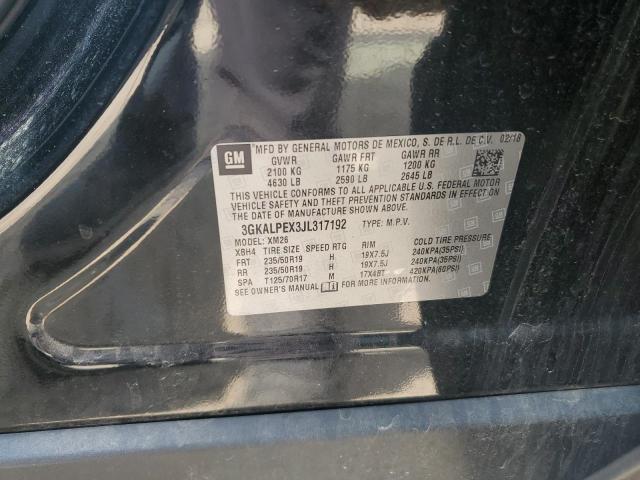 MFD BY GENERAL MOTORS DE MEXICO, S. DE R.L. DE C.V. 02/18
GM
GVWR GAWR FRT GAWR RR
2100 KG 1175 KG 1200 KG
4630 LB 2590 LB 2645 LB
THIS VEHICLE CONFORMS TO ALL APPLICABLE U.S. FEDERAL MOTOR
VEHICLE SAFETY AND THEFT PREVENTION STANDARDS IN EFFECT
ON THE DATE OF MANUFACTURE SHOWN ABOVE.
3GKALPEX3JL317192 TYPE: M.P.V.
MODEL: XM26
X6H4 TIRE SIZE SPEED RTG RIM COLD TIRE PRESSURE
FRT 235/50R19 H 19X7.5J 240KPA(35PSI)
RR 235/50R19 H 19X7.5J 240KPA(35PSI)
SPA T125/70R17 M 17X4BT 420KPA(60PSI)
SEE OWNER'S MANUAL FOR MORE INFORMATION.